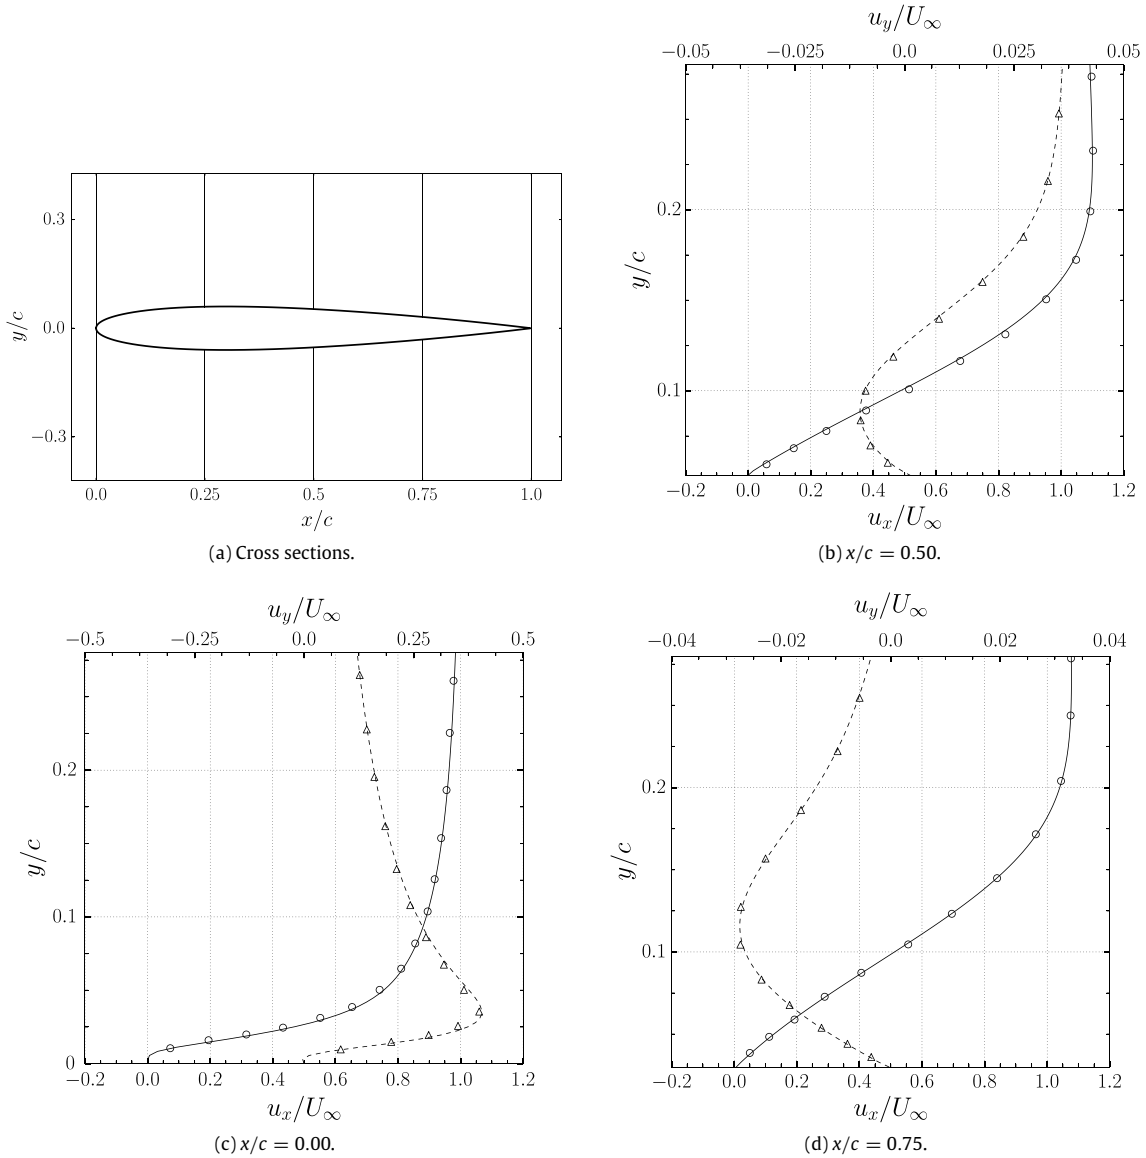 u_y/U_∞
−0.05 −0.025 0.0 0.025 0.05
0.3
0.0
−0.3
y/c
0.0 0.25 0.5 0.75 1.0
x/c
(a) Cross sections.
0.2
0.1
y/c
−0.2 0.0 0.2 0.4 0.6 0.8 1.0 1.2
u_x/U_∞
(b) x/c = 0.50.
u_y/U_∞
−0.5 −0.25 0.0 0.25 0.5
0.2
0.1
0
y/c
−0.2 0.0 0.2 0.4 0.6 0.8 1.0 1.2
u_x/U_∞
(c) x/c = 0.00.
u_y/U_∞
−0.04 −0.02 0.0 0.02 0.04
0.2
0.1
y/c
−0.2 0.0 0.2 0.4 0.6 0.8 1.0 1.2
u_x/U_∞
(d) x/c = 0.75.